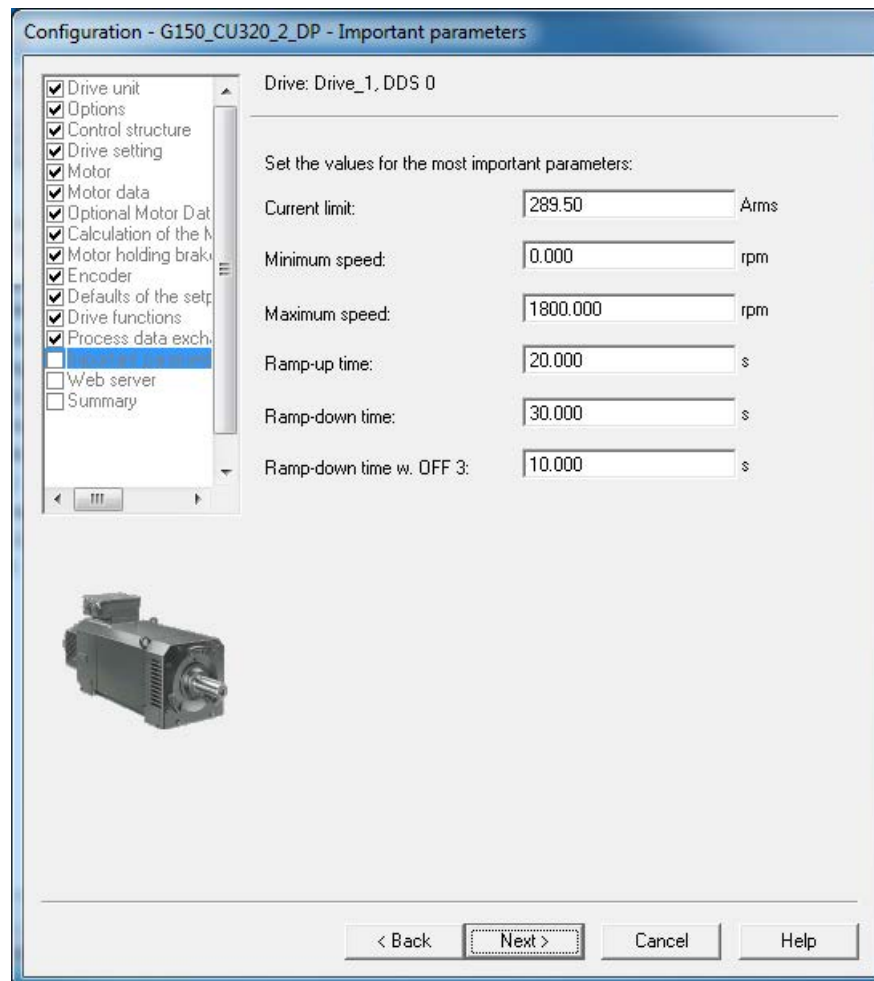 Configuration - G150_CU320_2_DP - Important parameters
Drive unit
Options
Control structure
Drive setting
Motor
Motor data
Optional Motor Dat
Calculation of the M
Motor holding brak
Encoder
Defaults of the setp
Drive functions
Process data exch
Web server
Summary
Drive: Drive_1, DDS 0
Set the values for the most important parameters:
Current limit: 289.50 Arms
Minimum speed: 0.000 rpm
Maximum speed: 1800.000 rpm
Ramp-up time: 20.000 s
Ramp-down time: 30.000 s
Ramp-down time w. OFF 3: 10.000 s
< Back Next > Cancel Help